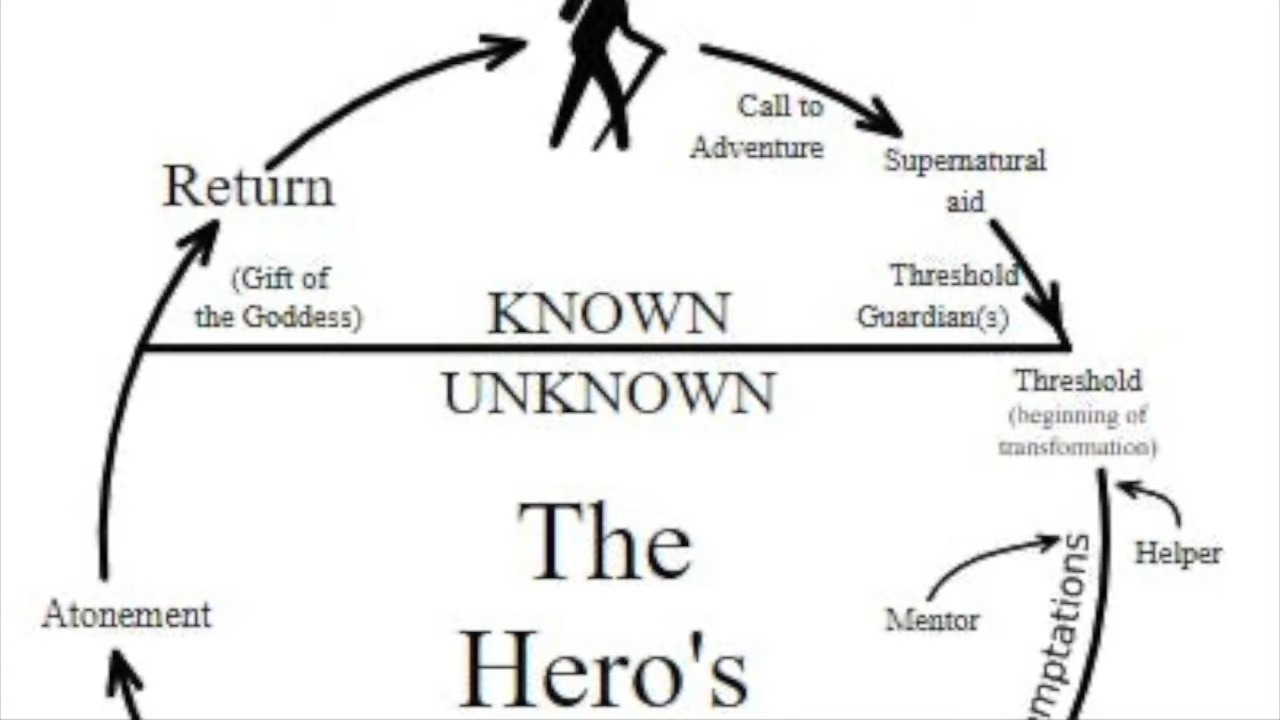 Call to
Adventure
Supernatural
aid
Return
(Gift of
the Goddess)
Threshold
Guardian(s)
KNOWN
UNKNOWN
Threshold
(beginning of
transformation)
The
Hero's
Helper
Mentor
Atonement
emptations